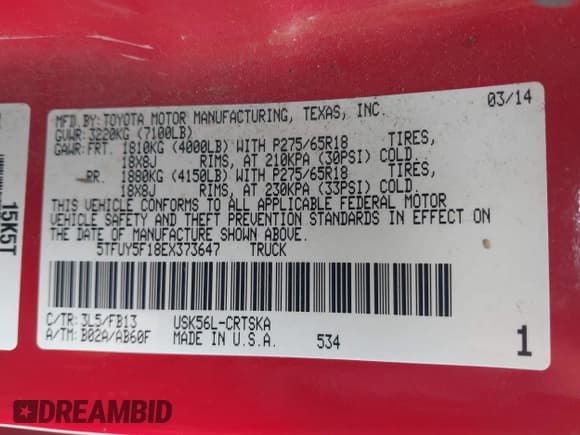 MFD.BY: TOYOTA MOTOR MANUFACTURING, TEXAS, INC. 03/14
GVWR: 3220KG (7100LB)
GAWR: FRT. 1810KG (4000LB) WITH P275/65R18 TIRES,
18X8J RIMS, AT 210KPA (30PSI) COLD.
RR. 1880KG (4150LB) WITH P275/65R18 TIRES,
18X8J RIMS, AT 230KPA (33PSI) COLD.
THIS VEHICLE CONFORMS TO ALL APPLICABLE FEDERAL MOTOR
VEHICLE SAFETY AND THEFT PREVENTION STANDARDS IN EFFECT ON
THE DATE OF MANUFACTURE SHOWN ABOVE.
5TFUY5F18EX373647 TRUCK
C/TR: 3L5/FB13 USK56L-CRTSKA
A/TM: B02A/AB60F MADE IN U.S.A. 534 1
15K5T
DREAMBID